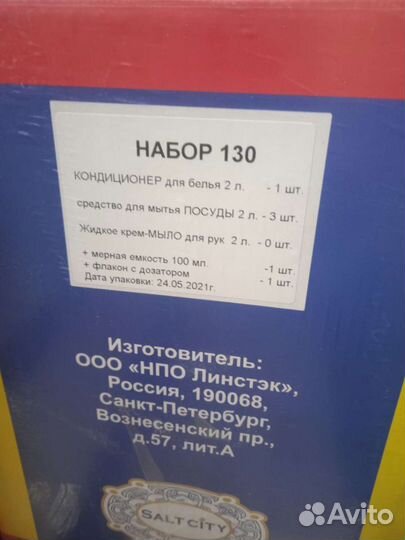 НАБОР 130
КОНДИЦИОНЕР для белья 2 л. - 1 шт.
средство для мытья ПОСУДЫ 2 л. - 3 шт.
Жидкое крем-МЫЛО для рук 2 л. - 0 шт.
+ мерная емкость 100 мл. -1 шт.
+ флакон с дозатором - 1 шт.
Дата упаковки: 24.05.2021г.
Изготовитель:
ООО «НПО Линстэк»,
Россия, 190068,
Санкт-Петербург,
Вознесенский пр.,
д.57, лит.А
SALT CITY
Avito